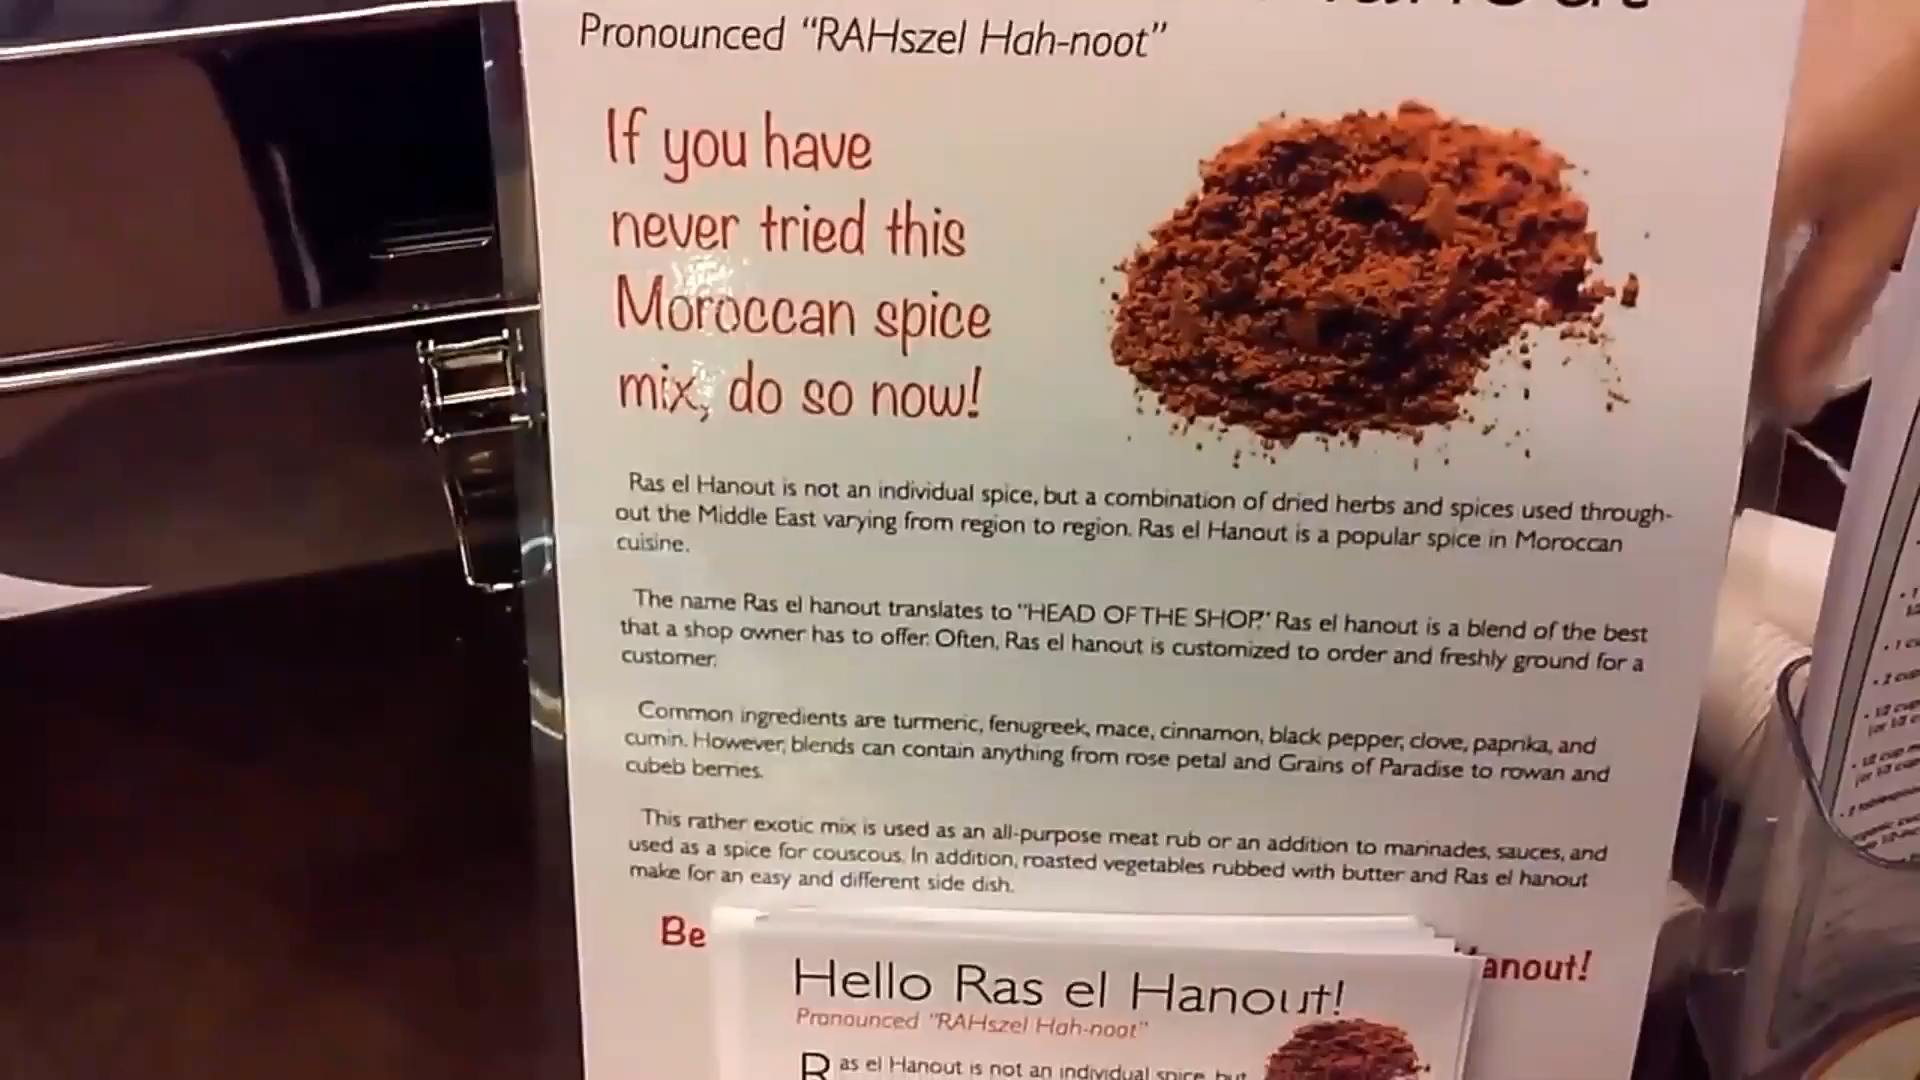 Pronounced “RAHszel Hah-noot”
If you have
never tried this
Moroccan spice
mix, do so now!
Ras el Hanout is not an individual spice, but a combination of dried herbs and spices used through-
out the Middle East varying from region to region. Ras el Hanout is a popular spice in Moroccan
cuisine.
The name Ras el hanout translates to "HEAD OF THE SHOP." Ras el hanout is a blend of the best
that a shop owner has to offer. Often, Ras el hanout is customized to order and freshly ground for a
customer.
Common ingredients are turmeric, fenugreek, mace, cinnamon, black pepper, clove, paprika, and
cumin. However, blends can contain anything from rose petal and Grains of Paradise to rowan and
cubeb berries.
This rather exotic mix is used as an all-purpose meat rub or an addition to marinades, sauces, and
used as a spice for couscous. In addition, roasted vegetables rubbed with butter and Ras el hanout
make for an easy and different side dish.
Be anout!
Hello Ras el Hanout!
Pronounced "RAHszel Hah-noot"
Ras el Hanout is not an individual spice, but